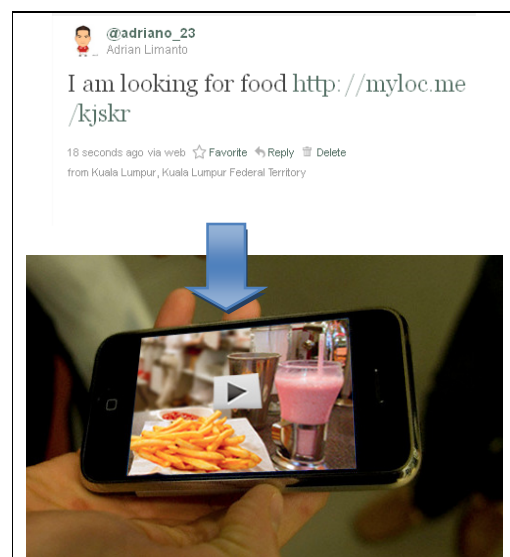 @adriano_23
Adrian Limanto
I am looking for food http://myloc.me
/kjskr
18 seconds ago via web Favorite Reply Delete
from Kuala Lumpur, Kuala Lumpur Federal Territory